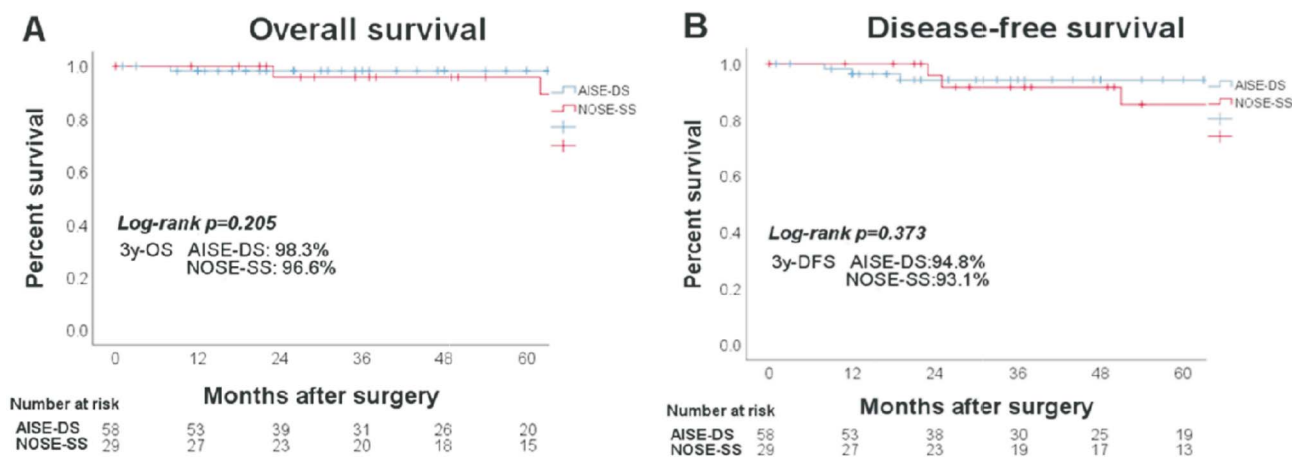 A Overall survival
Percent survival
1.0
0.8
0.6
0.4
0.2
0.0
AISE-DS
NOSE-SS
Log-rank p=0.205
3y-OS AISE-DS: 98.3%
NOSE-SS: 96.6%
0 12 24 36 48 60
Months after surgery
Number at risk
AISE-DS 58 53 39 31 26 20
NOSE-SS 29 27 23 20 18 15
B Disease-free survival
Percent survival
1.0
0.8
0.6
0.4
0.2
0.0
AISE-DS
NOSE-SS
Log-rank p=0.373
3y-DFS AISE-DS:94.8%
NOSE-SS:93.1%
0 12 24 36 48 60
Months after surgery
Number at risk
AISE-DS 58 53 38 30 25 19
NOSE-SS 29 27 23 19 17 13